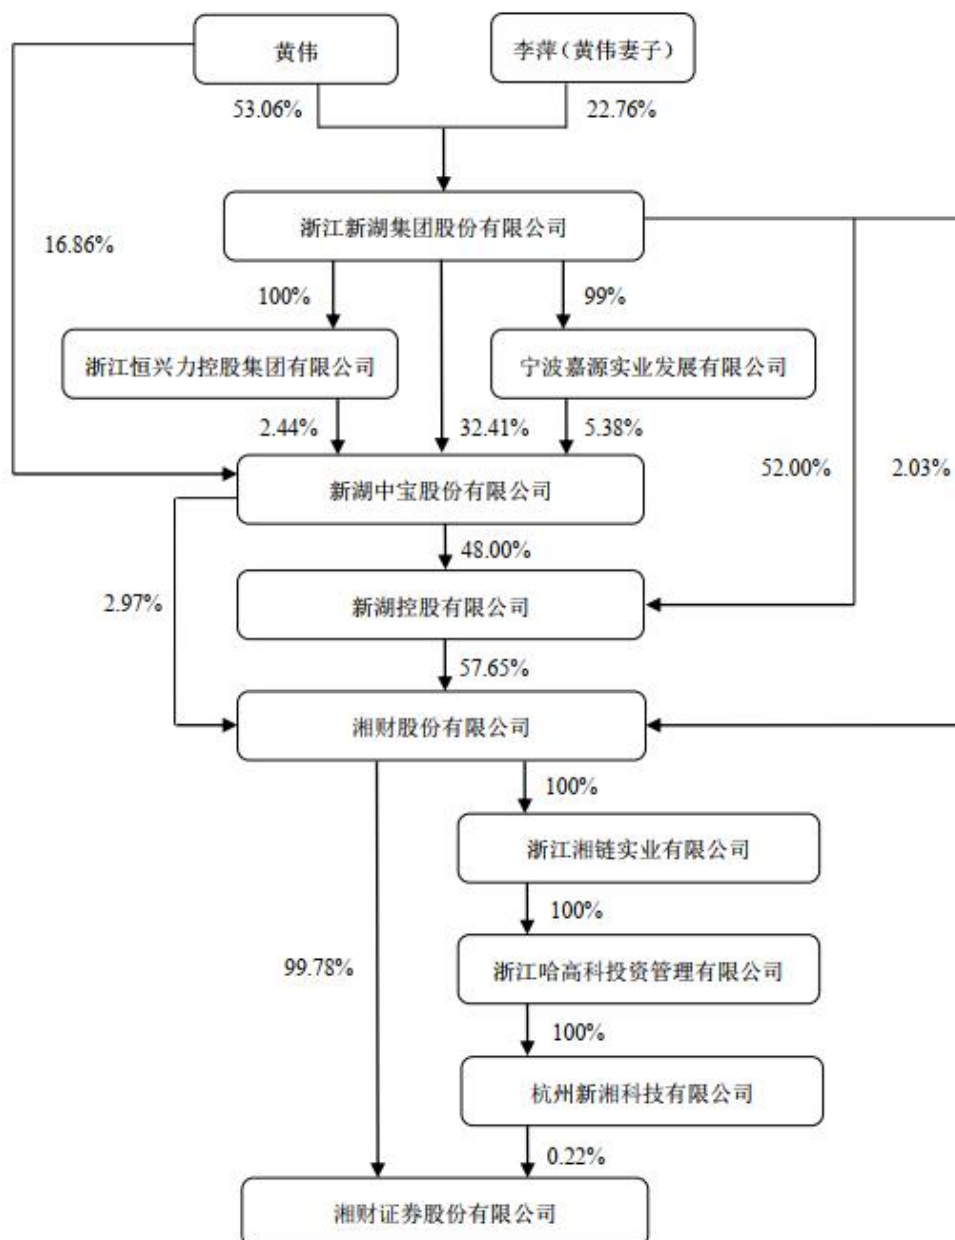 黄伟
李萍（黄伟妻子）
53.06%
22.76%
浙江新湖集团股份有限公司
16.86%
100%
99%
浙江恒兴力控股集团有限公司
宁波嘉源实业发展有限公司
2.44%
32.41%
5.38%
52.00%
2.03%
新湖中宝股份有限公司
48.00%
2.97%
新湖控股有限公司
57.65%
湘财股份有限公司
100%
浙江湘链实业有限公司
100%
99.78%
浙江哈高科投资管理有限公司
100%
杭州新湘科技有限公司
0.22%
湘财证券股份有限公司